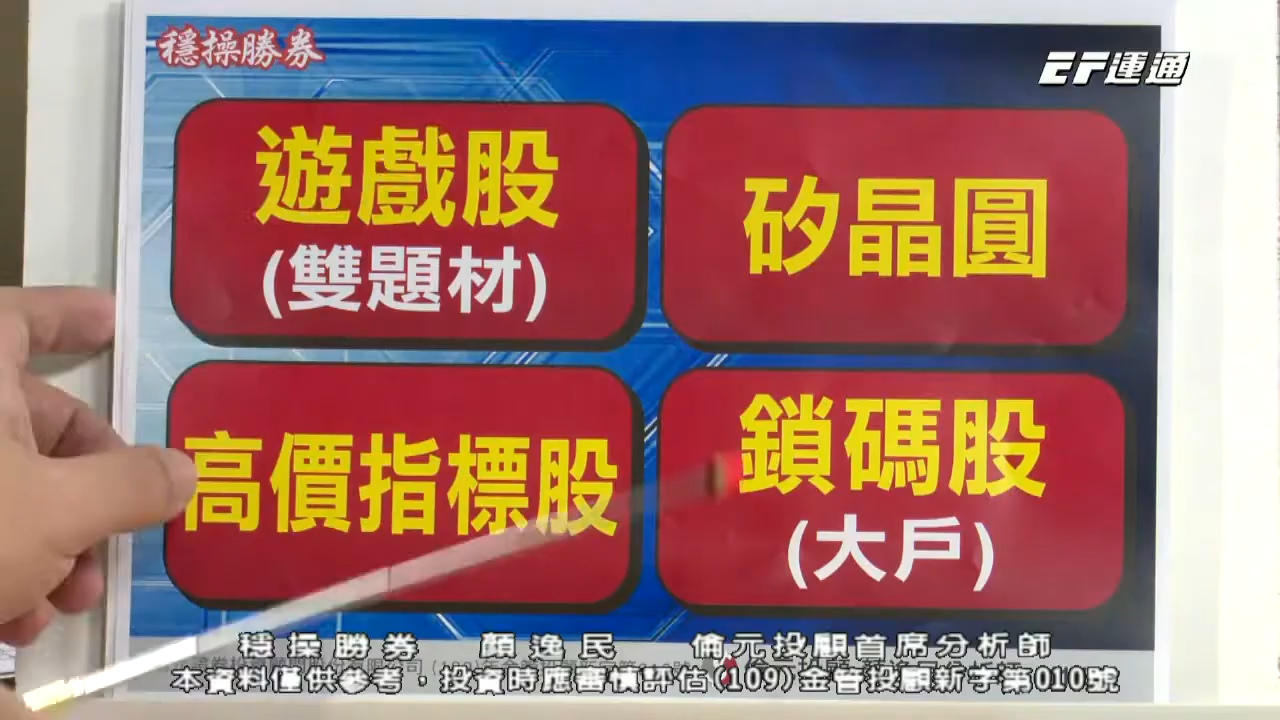 穩操勝券
EF運通
遊戲股
(雙題材)
矽晶圓
高價指標股
鎖碼股
(大戶)
穩操勝券 顏逸民 倫元投顧首席分析師
本資料僅供參考，投資時應審慎評估(109)金管投顧新字第010號